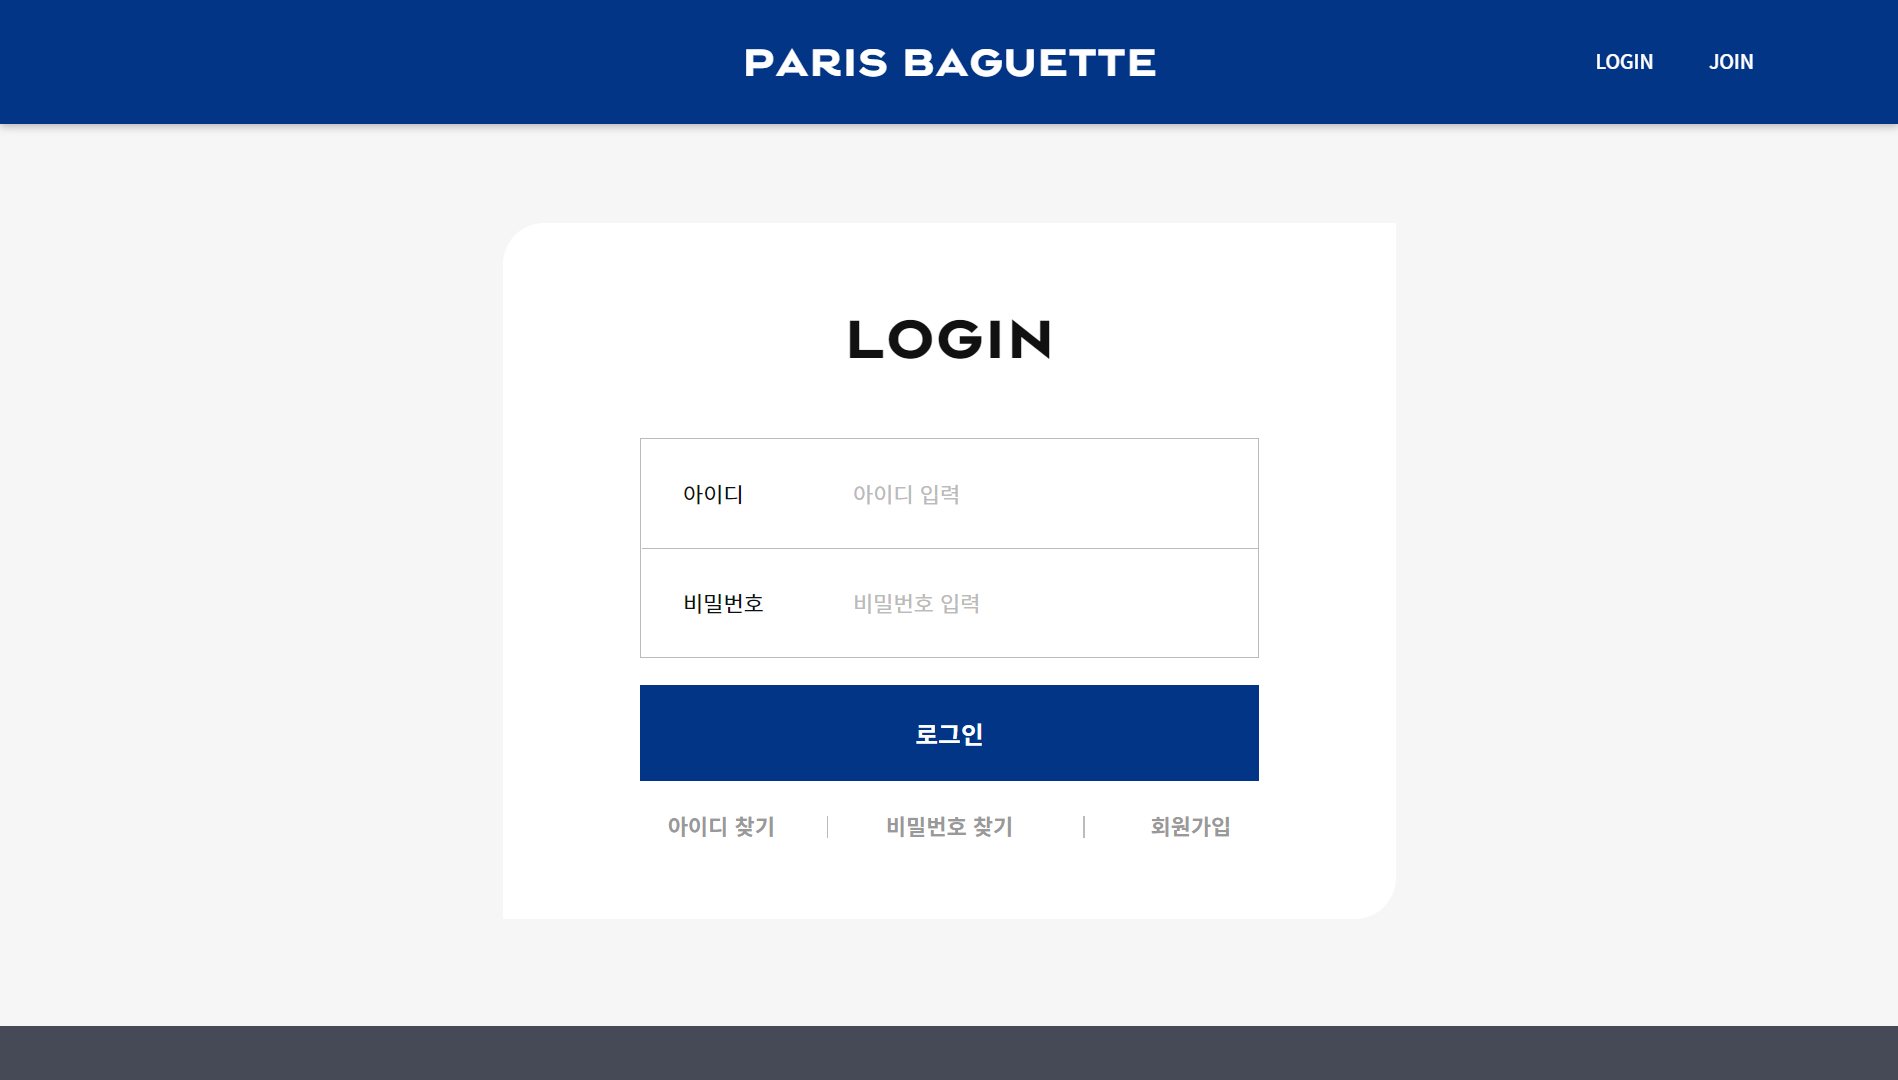 PARIS BAGUETTE
LOGIN JOIN
LOGIN
아이디 아이디 입력
비밀번호 비밀번호 입력
로그인
아이디 찾기 비밀번호 찾기 회원가입